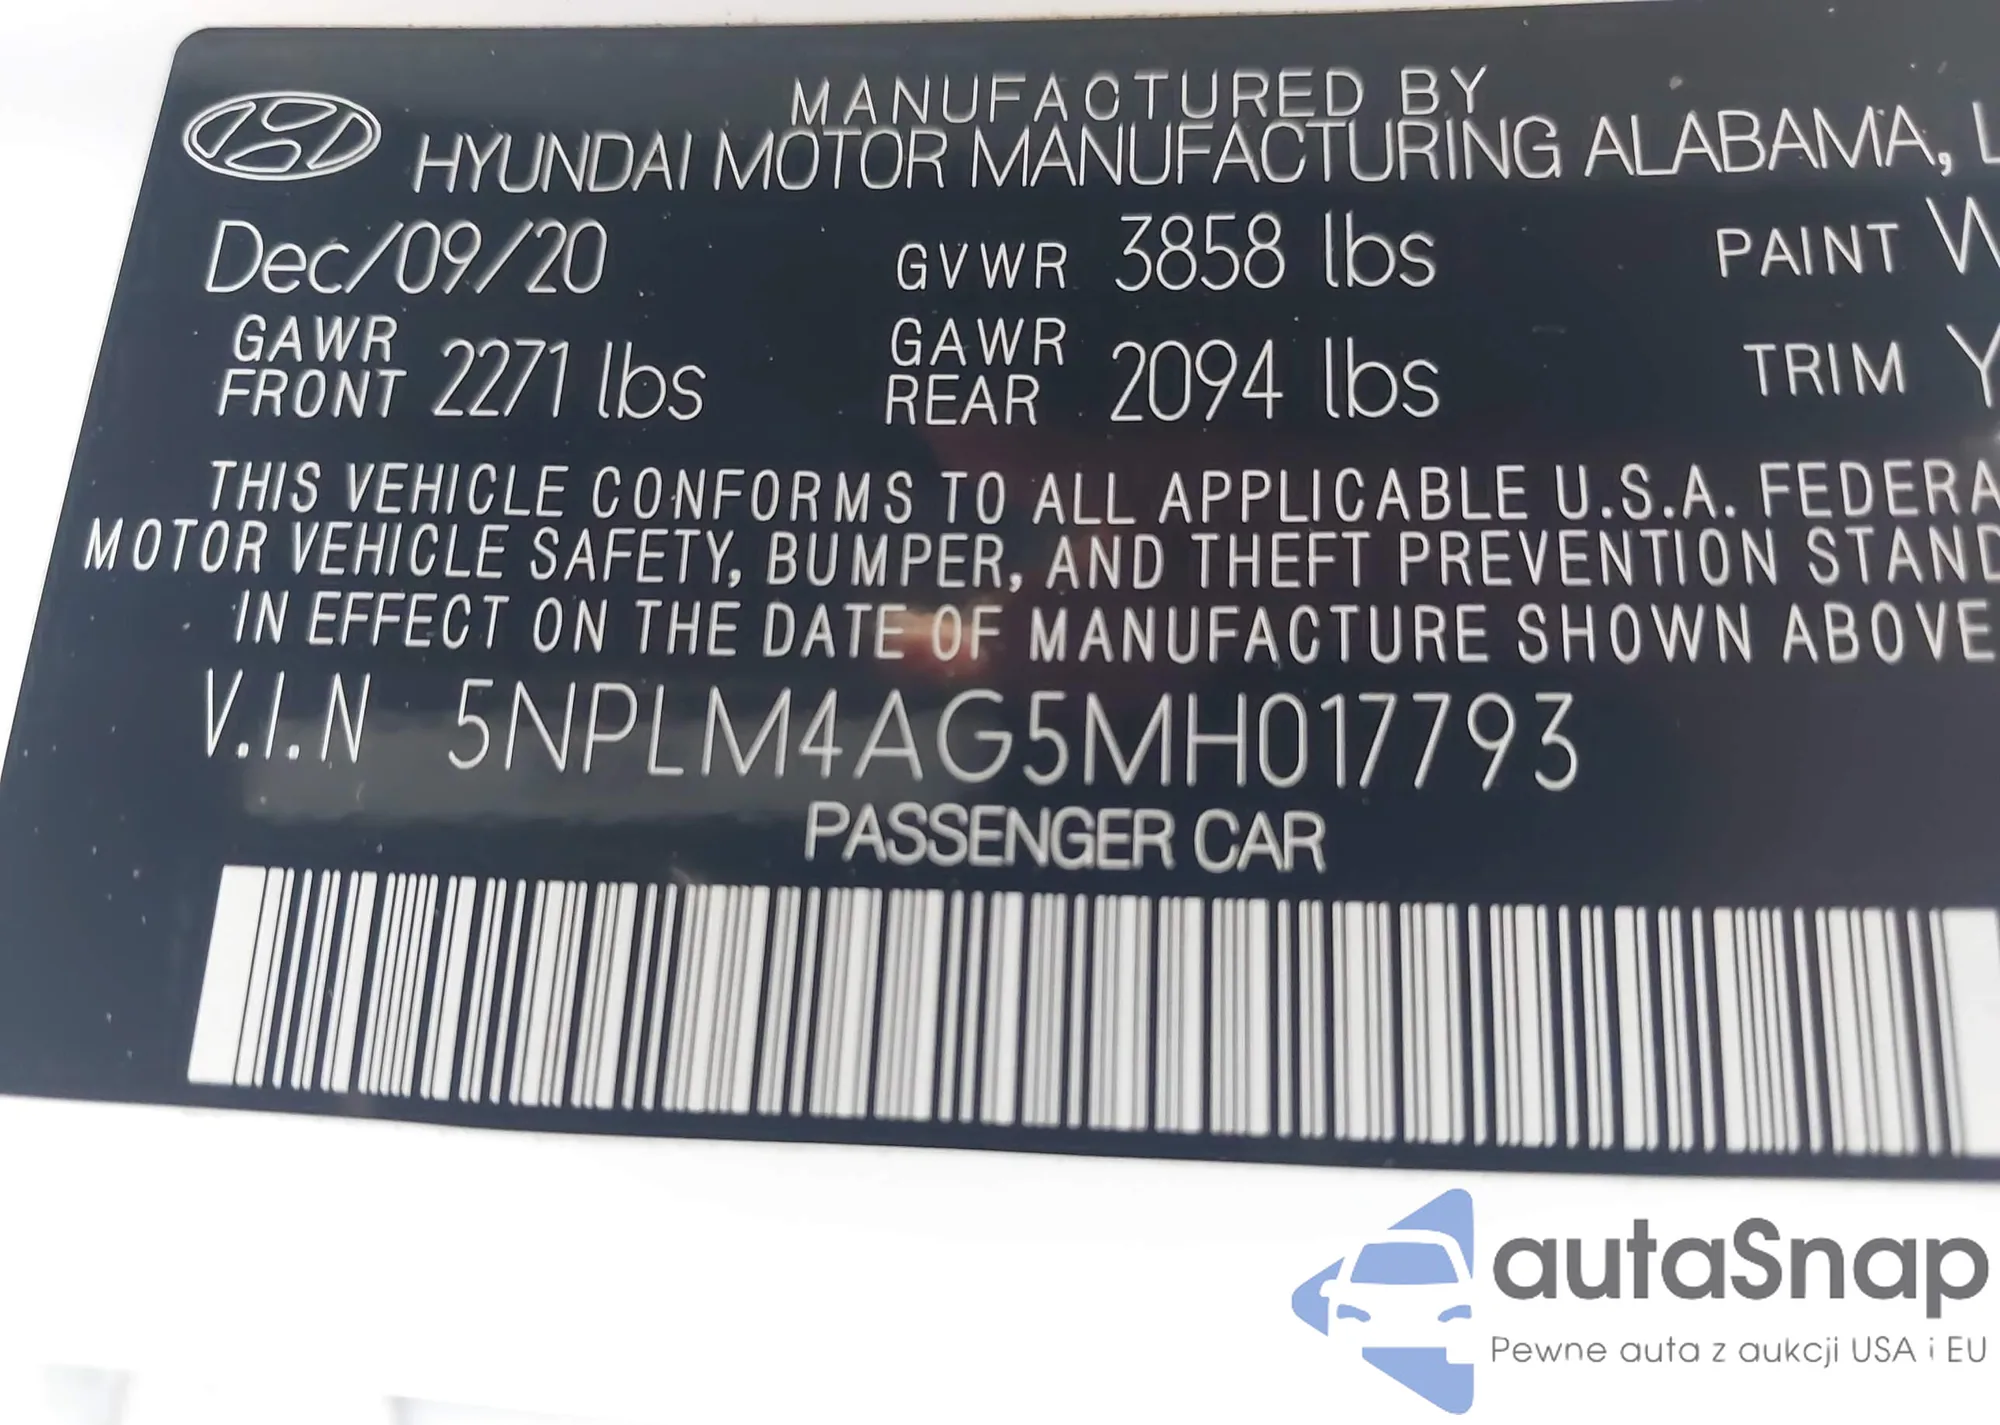 MANUFACTURED BY
HYUNDAI MOTOR MANUFACTURING ALABAMA, L
Dec/09/20 GVWR 3858 lbs PAINT W
GAWR FRONT 2271 lbs GAWR REAR 2094 lbs TRIM Y
THIS VEHICLE CONFORMS TO ALL APPLICABLE U.S.A. FEDERA
MOTOR VEHICLE SAFETY, BUMPER, AND THEFT PREVENTION STAND
IN EFFECT ON THE DATE OF MANUFACTURE SHOWN ABOVE
V.I.N 5NPLM4AG5MH017793
PASSENGER CAR
autaSnap
Pewne auta z aukcji USA i EU